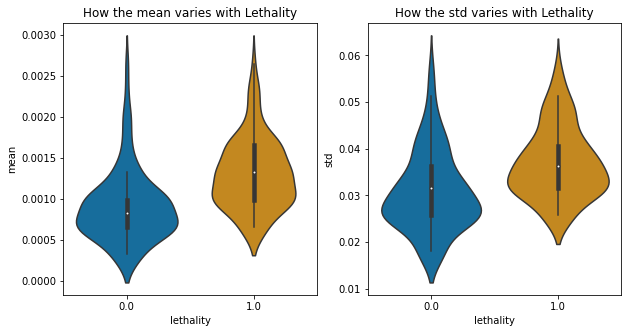 How the mean varies with Lethality
mean
0.0030
0.0025
0.0020
0.0015
0.0010
0.0005
0.0000
0.0
1.0
lethality
How the std varies with Lethality
std
0.06
0.05
0.04
0.03
0.02
0.01
0.0
1.0
lethality